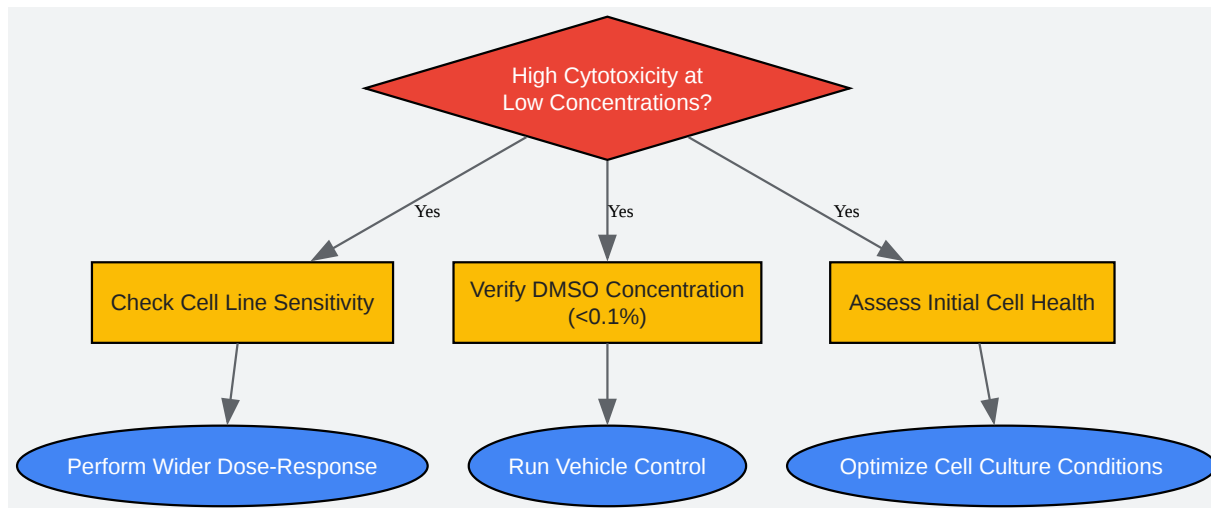 High Cytotoxicity at
Low Concentrations?
Yes
Yes
Yes
Check Cell Line Sensitivity
Verify DMSO Concentration
(<0.1%)
Assess Initial Cell Health
Perform Wider Dose-Response
Run Vehicle Control
Optimize Cell Culture Conditions